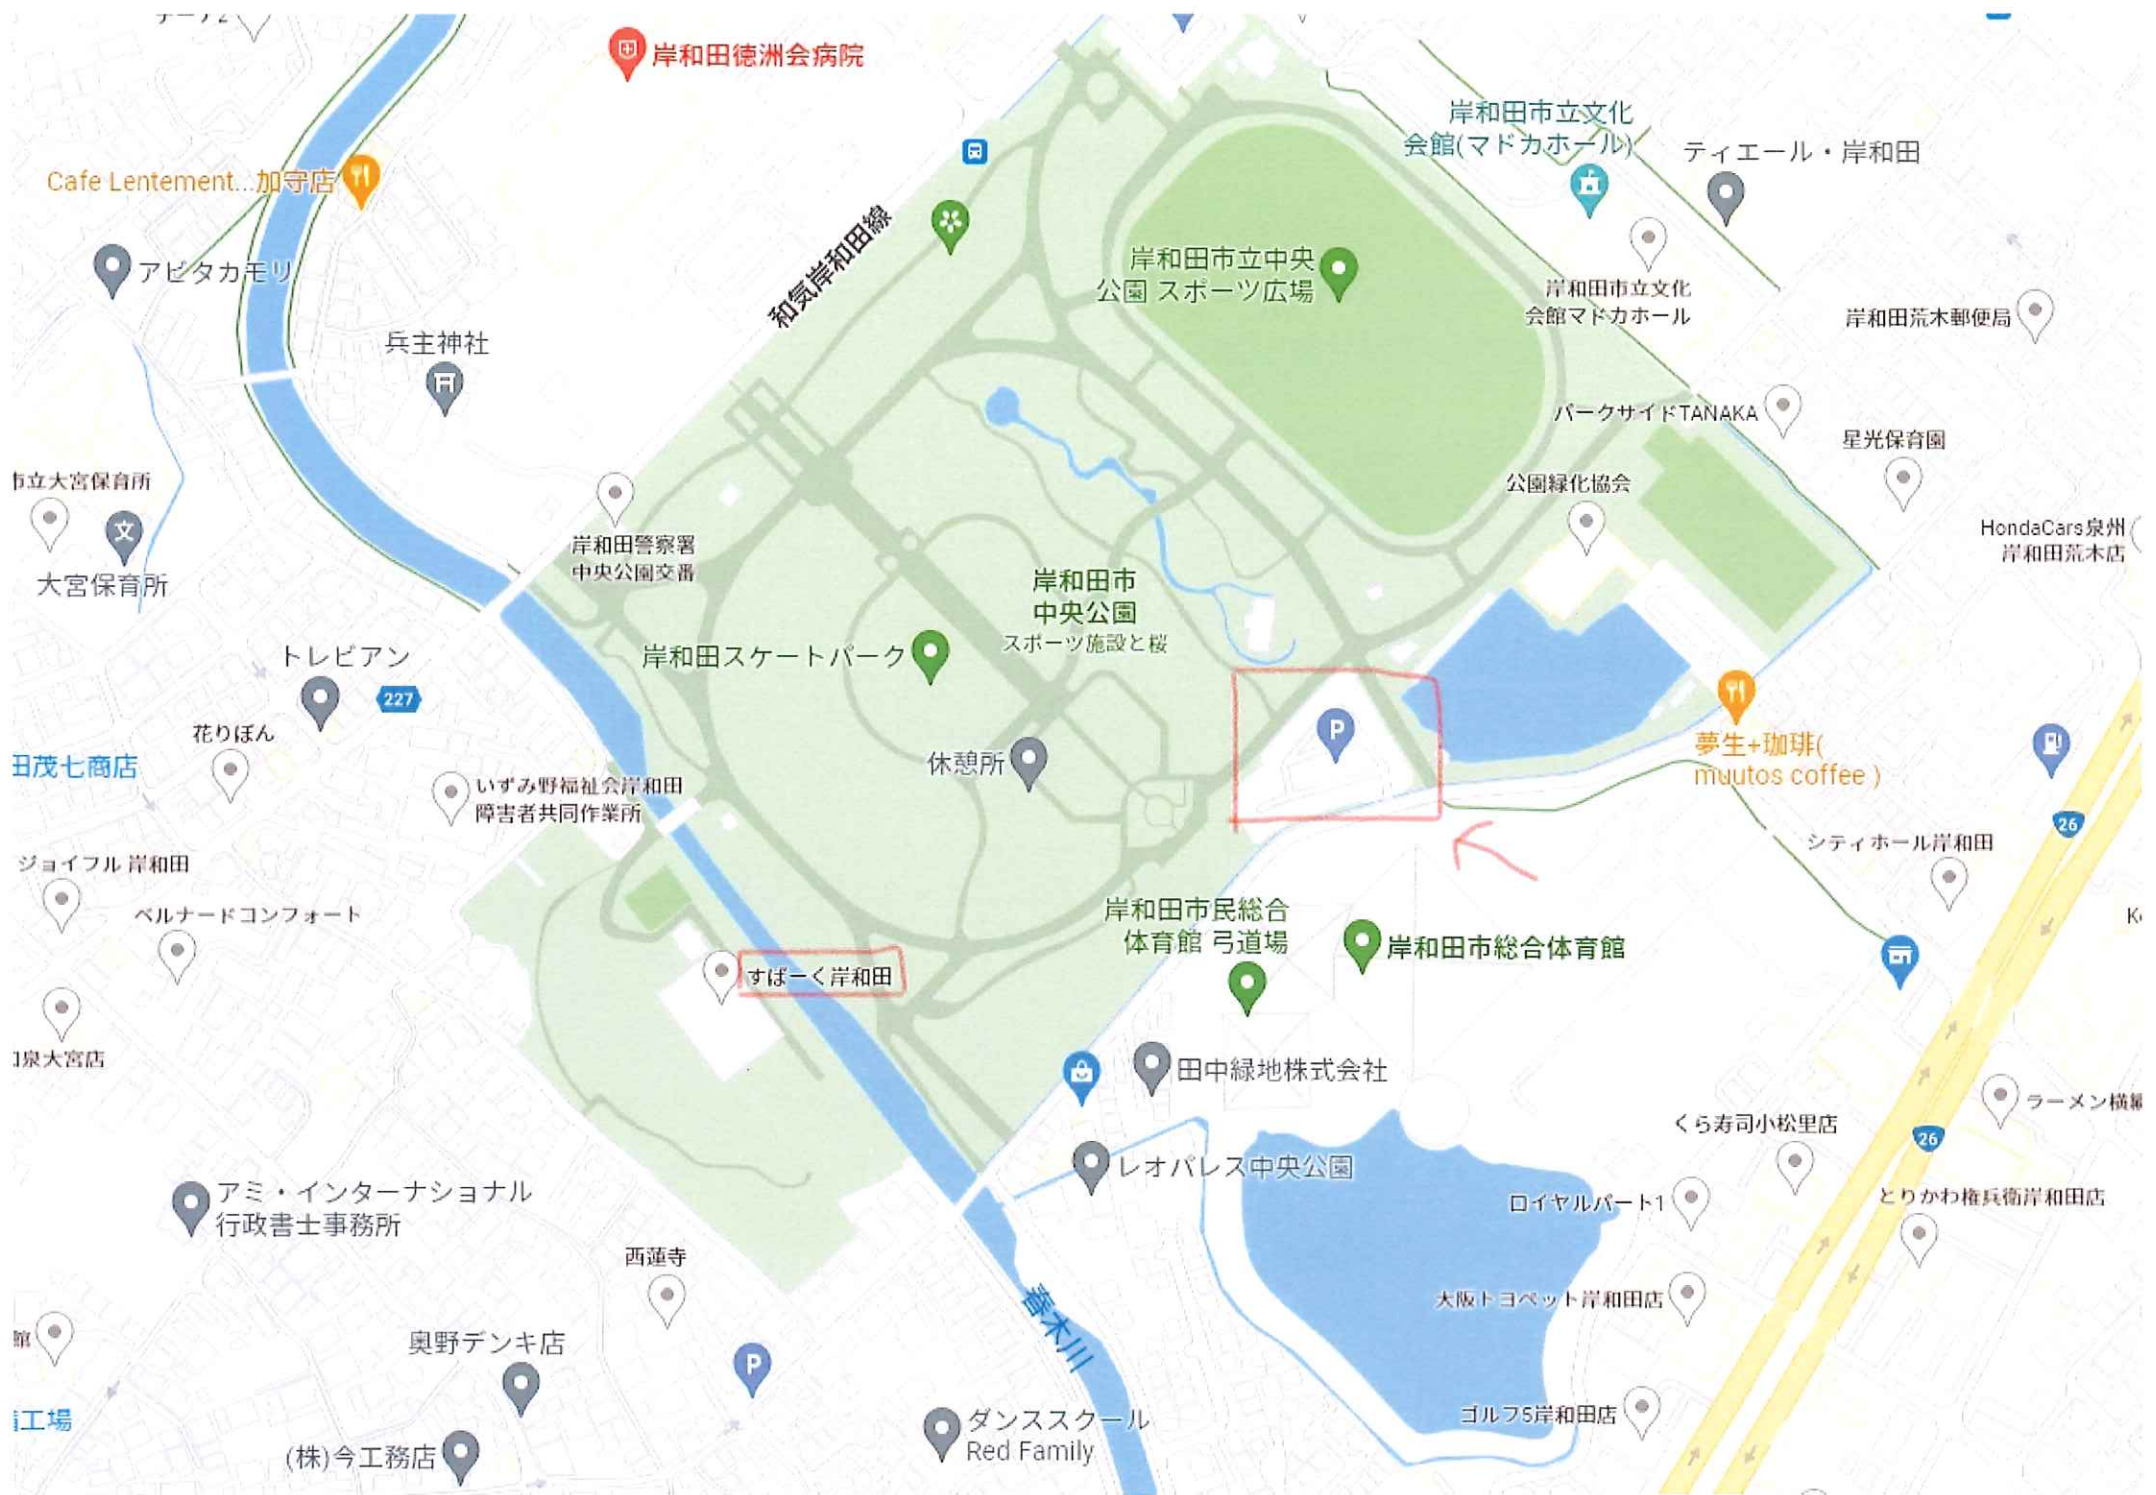 岸和田徳洲会病院
岸和田市立文化
会館(マドカホール)
ティエール・岸和田
Cafe Lentement...加守店
和気岸和田線
アビタカモリ
岸和田市立中央
公園 スポーツ広場
岸和田市立文化
会館マドカホール
岸和田荒木郵便局
兵主神社
パークサイドTANAKA
星光保育園
市立大宮保育所
文
大宮保育所
公園緑化協会
HondaCars泉州
岸和田荒木店
岸和田警察署
中央公園交番
岸和田市
中央公園
スポーツ施設と桜
トレビアン
227
岸和田スケートパーク
花りぼん
田茂七商店
休憩所
P
夢生+珈琲(
muutos coffee )
いずみ野福祉会岸和田
障害者共同作業所
26
シティホール岸和田
ジョイフル 岸和田
ベルナードコンフォート
岸和田市民総合
体育館 弓道場
岸和田市総合体育館
すぱーく岸和田
和泉大宮店
田中緑地株式会社
ラーメン横綱
くら寿司小松里店
26
レオパレス中央公園
アミ・インターナショナル
行政書士事務所
ロイヤルパート1
とりかわ権兵衛岸和田店
西蓮寺
大阪トヨペット岸和田店
春木川
館
奥野デンキ店
P
工場
ダンススクール
Red Family
ゴルフ5岸和田店
(株)今工務店